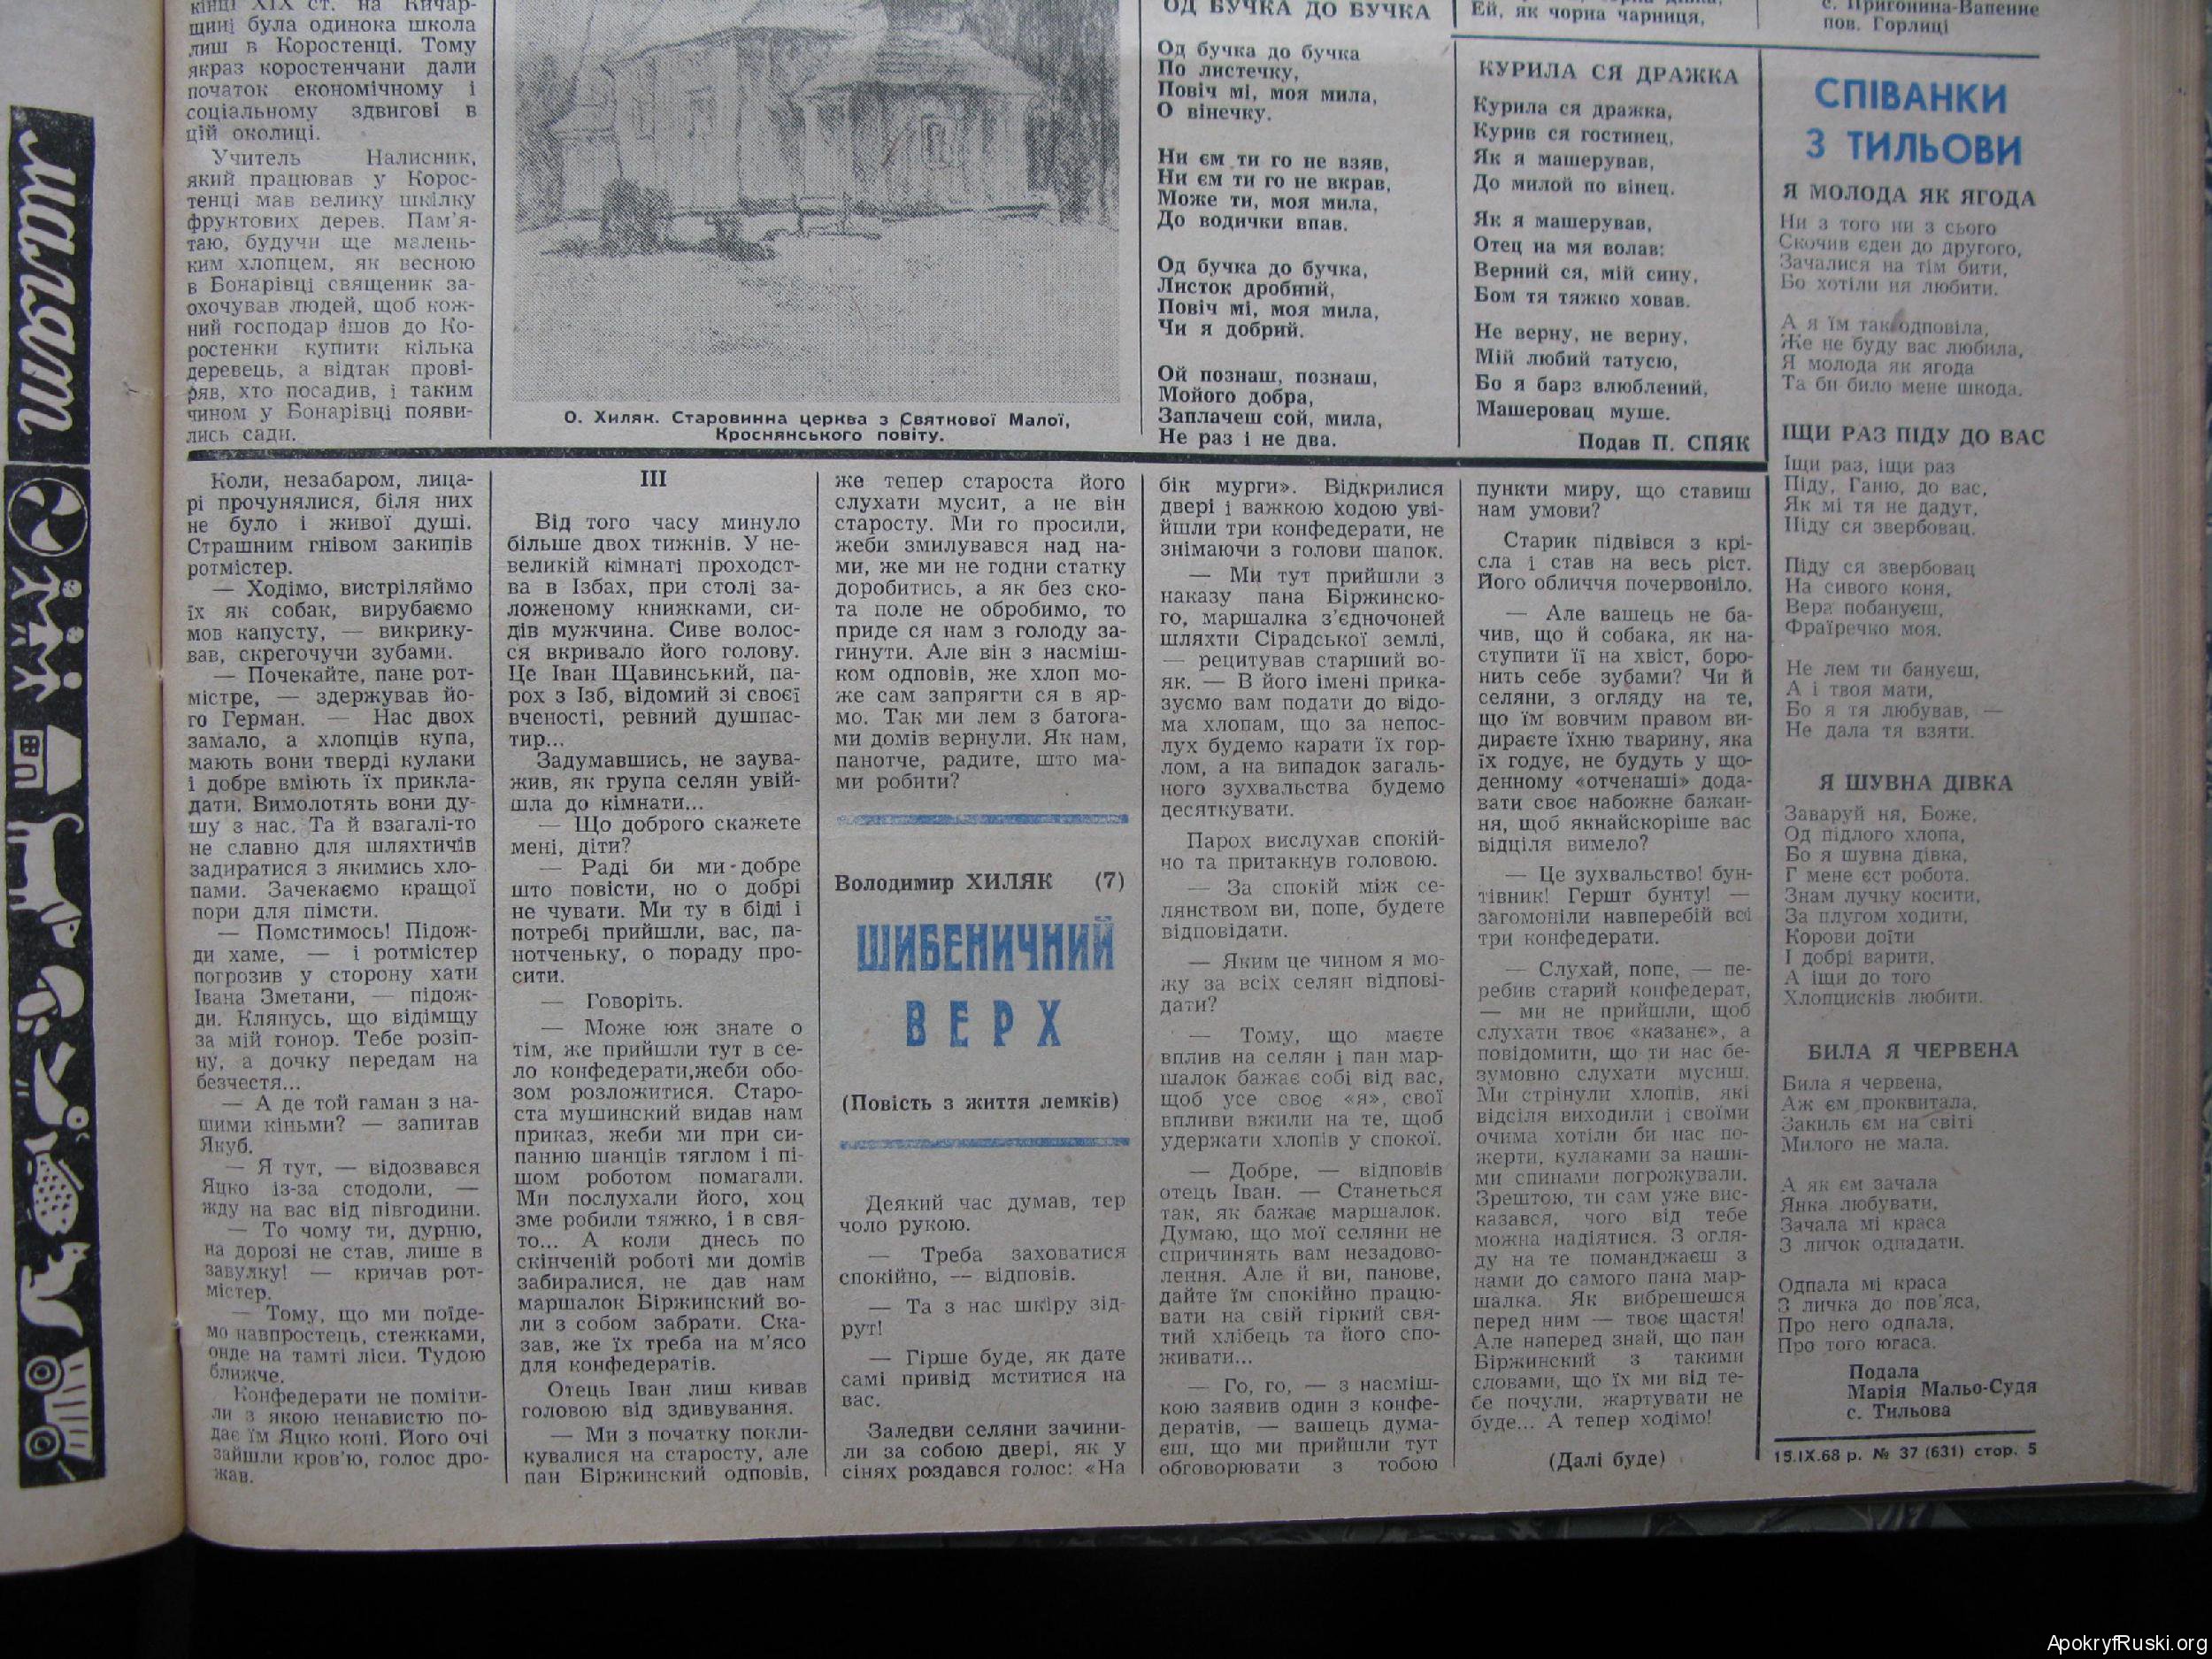 кінці XIX ст. на Кичар-
щині була одинока школа
лиш в Коростенці. Тому
якраз коростенчани дали
початок економічному і
соціальному здвигові в
цій околиці.
Учитель Налисник,
який працював у Корос-
тенці мав велику шкілку
фруктових дерев. Пам'я-
таю, будучи ще малень-
ким хлопцем, як весною
в Бонарівці священик за-
охочував людей, щоб кож-
ний господар ішов до Ко-
ростенки купити кілька
деревець, а відтак прові-
ряв, хто посадив, і таким
чином у Бонарівці появи-
лись сади.
О. Хиляк. Старовинна церква з Святкової Малої,
Кроснянського повіту.
ОД БУЧКА ДО БУЧКА
Од бучка до бучка
По листечку,
Повіч мі, моя мила,
О вінечку.
Ни єм ти го не взяв,
Ни єм ти го не вкрав,
Може ти, моя мила,
До водички впав.
Од бучка до бучка,
Листок дробний,
Повіч мі, моя мила,
Чи я добрий.
Ой познаш, познаш,
Мойого добра,
Заплачеш сой, мила,
Не раз і не два.
Ей, як чорна чарниця,
КУРИЛА СЯ ДРАЖКА
Курила ся дражка,
Курив ся гостинец,
Як я машерував,
До милой по вінец.
Як я машерував,
Отец на мя волав:
Верний ся, мій сину,
Бом тя тяжко ховав.
Не верну, не верну,
Мій любий татусю,
Бо я барз влюблений,
Машеровац муше.
Подав П. СПЯК
с. Пригонина-Вапенне
пов. Горлиці
СПІВАНКИ
З ТИЛЬОВИ
Я МОЛОДА ЯК ЯГОДА
Ни з того ни з сього
Скочив єден до другого,
Зачалися на тім бити,
Бо хотіли ня любити.
А я їм так одповіла,
Же не буду вас любила,
Я молода як ягода
Та би било мене шкода.
ІЩИ РАЗ ПІДУ ДО ВАС
Іщи раз, іщи раз
Піду, Ганю, до вас,
Як мі тя не дадут,
Піду ся звербовац.
Піду ся звербовац
На сивого коня,
Вера побануєш,
Фраїречко моя.
Не лем ти бануєш,
А і твоя мати,
Бо я тя любував, —
Не дала тя взяти.
Я ШУВНА ДІВКА
Заваруй ня, Боже,
Од підлого хлопа,
Бо я шувна дівка,
Г мене єст робота.
Знам лучку косити,
За плугом ходити,
Корови доїти
І добрі варити,
А іщи до того
Хлопциսків любити.
БИЛА Я ЧЕРВЕНА
Била я червена,
Аж єм проквитала,
Закиль єм на світі
Милого не мала.
А як єм зачала
Янка любувати,
Зачала мі краса
З личок одпадати.
Одпала мі краса
З личка до пов'яса,
Про него одпала,
Про того югаса.
Подала
Марія Мальо-Судя
с. Тильова
Коли, незабаром, лица-
рі прочунялися, біля них
не було і живої душі.
Страшним гнівом закипів
ротмістер.
— Ходімо, вистріляймо
їх як собак, вирубаємо
мов капусту, — викрику-
вав, скрегочучи зубами.
— Почекайте, пане рот-
містре, — здержував йо-
го Герман. — Нас двох
замало, а хлопців купа,
мають вони тверді кулаки
і добре вміють їх прикла-
дати. Вимолотять вони ду-
шу з нас. Та й взагалі-то
не славно для шляхтичів
задиратися з якимись хло-
пами. Зачекаємо кращої
пори для пімсти.
— Помстимось! Підож-
ди хаме, — і ротмістер
погрозив у сторону хати
Івана Зметани, — підож-
ди. Клянусь, що відімщу
за мій гонор. Тебе розіп-
ну, а дочку передам на
безчестя...
— А де той гаман з на-
шими кіньми? — запитав
Якуб.
— Я тут, — відозвався
Яцко із-за стодоли, —
жду на вас від півгодини.
— То чому ти, дурню,
на дорозі не став, лише в
завулку! — кричав рот-
містер.
— Тому, що ми поїде-
мо навпростець, стежками,
онде на тамті ліси. Тудою
ближче.
Конфедерати не поміти-
ли з якою ненавистю по-
дає їм Яцко коні. Його очі
зайшли кров'ю, голос дро-
жав.
III
Від того часу минуло
більше двох тижнів. У не-
великій кімнаті проходст-
ва в Ізбах, при столі за-
ложеному книжками, си-
дів мужчина. Сиве волос-
ся вкривало його голову.
Це Іван Щавинський, па-
рох з Ізб, відомий зі своєї
вченості, ревний душпас-
тир...
Задумавшись, не заува-
жив, як група селян увій-
шла до кімнати...
— Що доброго скажете
мені, діти?
— Раді би ми добре
што повісти, но о добрі
не чувати. Ми ту в біді і
потребі прийшли, вас, па-
нотченьку, о пораду про-
сити.
— Говоріть.
— Може юж знате о
тім, же прийшли тут в се-
ло конфедерати,жеби обо-
зом розложитися. Старо-
ста мушинский видав нам
приказ, жеби ми при си-
панню шанців тяглом і пі-
шом роботом помагали.
Ми послухали його, хоц
зме робили тяжко, і в свя-
то... А коли днесь по
скінченій роботі ми домів
забиралися, не дав нам
маршалок Біржинский во-
ли з собом забрати. Ска-
зав, же їх треба на м'ясо
для конфедератів.
Отець Іван лиш кивав
головою від здивування.
— Ми з початку покли-
кувалися на старосту, але
пан Біржинский одповів,
же тепер староста його
слухати мусит, а не він
старосту. Ми го просили,
жеби змилувався над на-
ми, же ми не годни статку
доробитись, а як без ско-
та поле не обробимо, то
приде ся нам з голоду за-
гинути. Але він з насміш-
ком одповів, же хлоп мо-
же сам запрягти ся в яр-
мо. Так ми лем з батога-
ми домів вернули. Як нам,
панотче, радите, што ма-
ми робити?
Володимир ХИЛЯК (7)
ШИБЕНИЧНИЙ
ВЕРХ
(Повість з життя лемків)
Деякий час думав, тер
чоло рукою.
— Треба заховатися
спокійно, — відповів.
— Та з нас шкіру зід-
рут!
— Гірше буде, як дате
самі привід мститися на
вас.
Заледви селяни зачини-
ли за собою двері, як у
сінях роздався голос: «На
бік мурги». Відкрилися
двері і важкою ходою уві-
йшли три конфедерати, не
знімаючи з голови шапок.
— Ми тут прийшли з
наказу пана Біржинско-
го, маршалка з'єдночоней
шляхти Сірадської землі,
— рецитував старший во-
як. — В його імені прика-
зуємо вам подати до відо-
ма хлопам, що за непос-
лух будемо карати їх гор-
лом, а на випадок загаль-
ного зухвальства будемо
десяткувати.
Парох вислухав спокій-
но та притакнув головою.
— За спокій між се-
лянством ви, попе, будете
відповідати.
— Яким це чином я мо-
жу за всіх селян відпові-
дати?
— Тому, що маєте
вплив на селян і пан мар-
шалок бажає собі від вас,
щоб усе своє «я», свої
впливи вжили на те, щоб
удержати хлопів у спокої.
— Добре, — відповів
отець Іван. — Станеться
так, як бажає маршалок.
Думаю, що мої селяни не
спричинять вам незадово-
лення. Але й ви, панове,
дайте їм спокійно працю-
вати на свій гіркий свя-
тий хлібець та його спо-
живати...
— Го, го, — з насміш-
кою заявив один з конфе-
дератів, — вашець дума-
єш, що ми прийшли тут
обговорювати з тобою
пункти миру, що ставиш
нам умови?
Старик підвівся з крі-
сла і став на весь ріст.
Його обличчя почервоніло.
— Але вашець не ба-
чив, що й собака, як на-
ступити її на хвіст, боро-
нить себе зубами? Чи й
селяни, з огляду на те,
що їм вовчим правом ви-
дираєте їхню тварину, яка
їх годує, не будуть у що-
денному «отченаші» дода-
вати своє набожне бажан-
ня, щоб якнайскоріше вас
відціля вимело?
— Це зухвальство! бун-
тівник! Гершт бунту! —
загомоніли навперебій всі
три конфедерати.
— Слухай, попе, — пе-
ребив старий конфедерат,
— ми не прийшли, щоб
слухати твоє «казанє», а
повідомити, що ти нас бе-
зумовно слухати мусиш.
Ми стрінули хлопів, які
відсіля виходили і своїми
очима хотіли би нас по-
жерти, кулаками за наши-
ми спинами погрожували.
Зрештою, ти сам уже вис-
казався, чого від тебе
можна надіятися. З огля-
ду на те поманджаєш з
нами до самого пана мар-
шалка. Як вибрешешся
перед ним — твоє щастя!
Але наперед знай, що пан
Біржинский з такими
словами, що їх ми від те-
бе почули, жартувати не
буде... А тепер ходімо!
(Далі буде)
15.IX.68 р. № 37 (631) стор. 5
ApokryfRuski.org